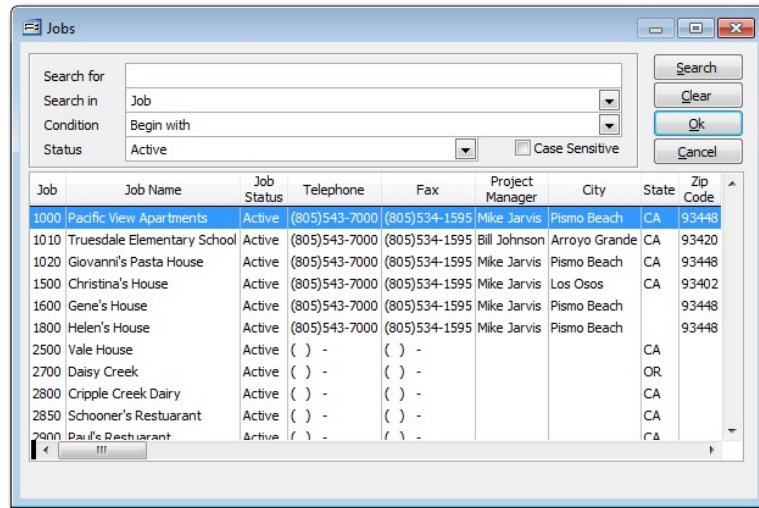 Jobs
Search for
Search
Search in Job
Clear
Condition Begin with
Ok
Status Active Case Sensitive
Cancel
Job Job Name Job Status Telephone Fax Project Manager City State Zip Code
1000 Pacific View Apartments Active (805)543-7000 (805)534-1595 Mike Jarvis Pismo Beach CA 93448
1010 Truesdale Elementary School Active (805)543-7000 (805)534-1595 Bill Johnson Arroyo Grande CA 93420
1020 Giovanni's Pasta House Active (805)543-7000 (805)534-1595 Mike Jarvis Pismo Beach CA 93448
1500 Christina's House Active (805)543-7000 (805)534-1595 Mike Jarvis Los Osos CA 93402
1600 Gene's House Active (805)543-7000 (805)534-1595 Mike Jarvis Pismo Beach 93448
1800 Helen's House Active (805)543-7000 (805)534-1595 Mike Jarvis Pismo Beach 93448
2500 Vale House Active ( ) - ( ) - CA
2700 Daisy Creek Active ( ) - ( ) - OR
2800 Cripple Creek Dairy Active ( ) - ( ) - CA
2850 Schooner's Restuarant Active ( ) - ( ) - CA
2900 Paul's Restuarant Active ( ) - ( ) - CA